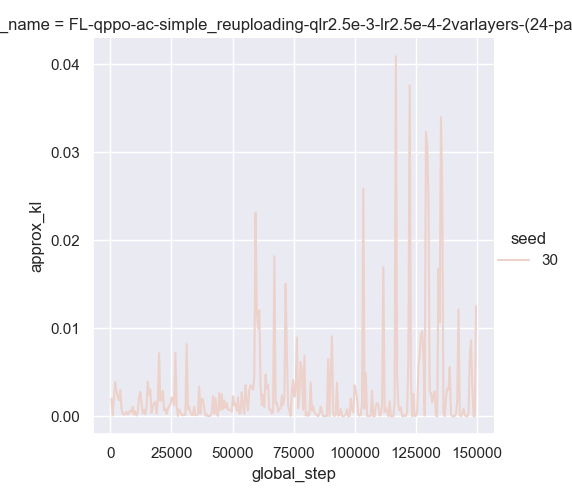 _name = FL-qppo-ac-simple_reuploading-qlr2.5e-3-lr2.5e-4-2varlayers-(24-pa
0.04
0.03
0.02
0.01
0.00
approx_kl
0 25000 50000 75000 100000 125000 150000
global_step
seed
30